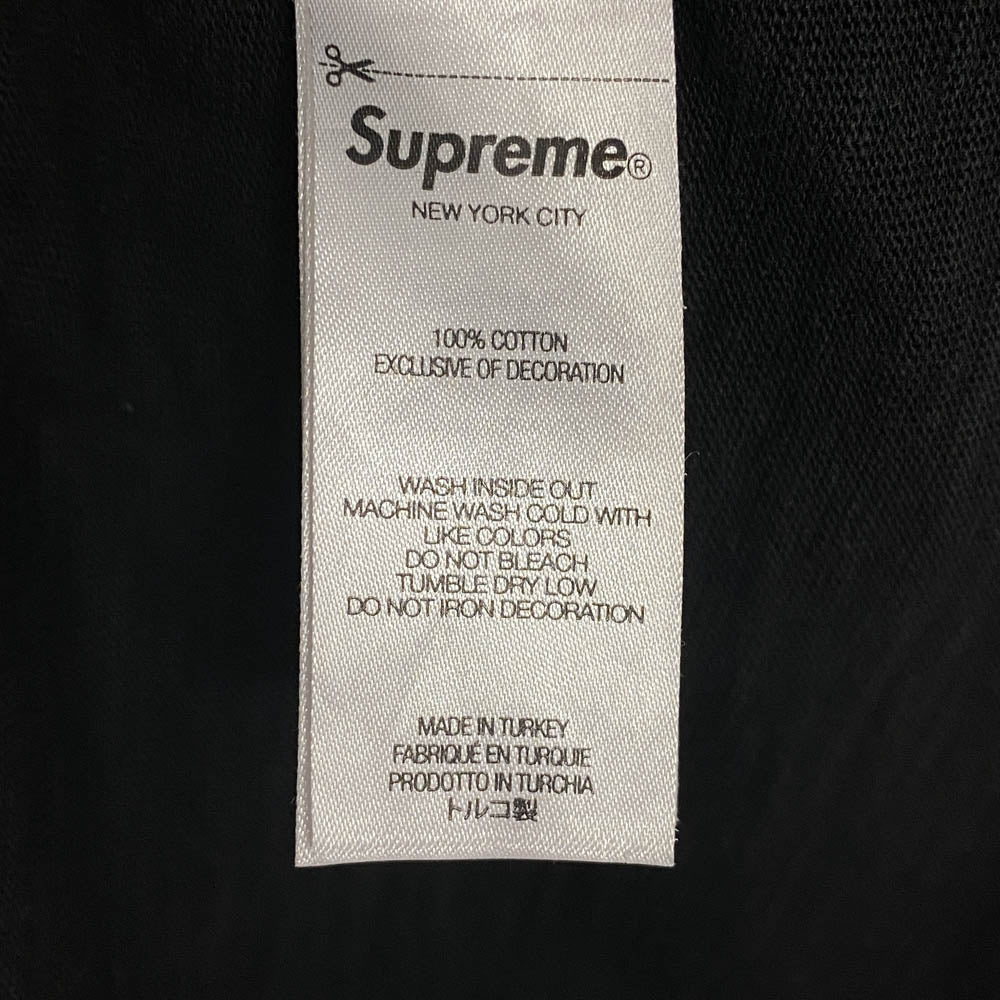 Supreme®
NEW YORK CITY
100% COTTON
EXCLUSIVE OF DECORATION
WASH INSIDE OUT
MACHINE WASH COLD WITH
LIKE COLORS
DO NOT BLEACH
TUMBLE DRY LOW
DO NOT IRON DECORATION
MADE IN TURKEY
FABRIQUÉ EN TURQUIE
PRODOTTO IN TURCHIA
トルコ製